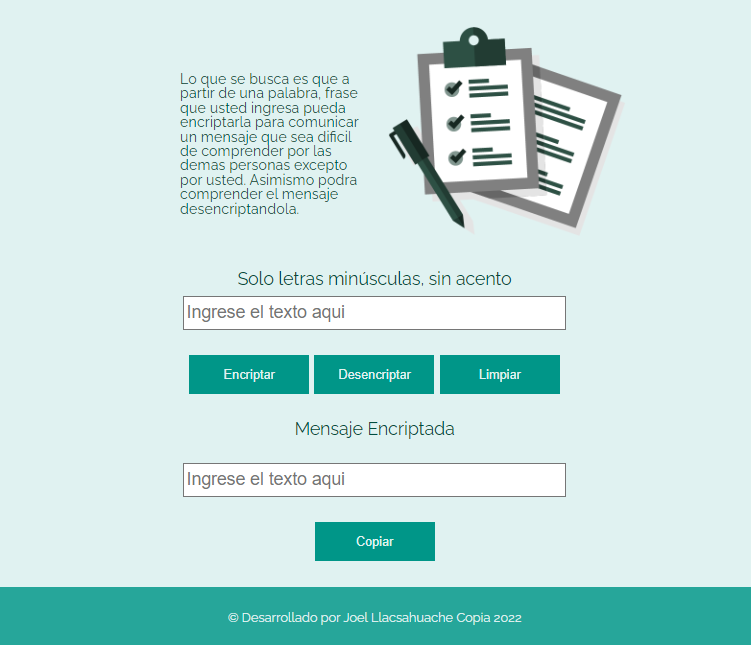 Lo que se busca es que a
partir de una palabra, frase
que usted ingresa pueda
encriptarla para comunicar
un mensaje que sea dificil
de comprender por las
demas personas excepto
por usted. Asimismo podra
comprender el mensaje
desencriptandola.
Solo letras minúsculas, sin acento
Ingrese el texto aqui
Encriptar
Desencriptar
Limpiar
Mensaje Encriptada
Ingrese el texto aqui
Copiar
© Desarrollado por Joel Llacsahuache Copia 2022